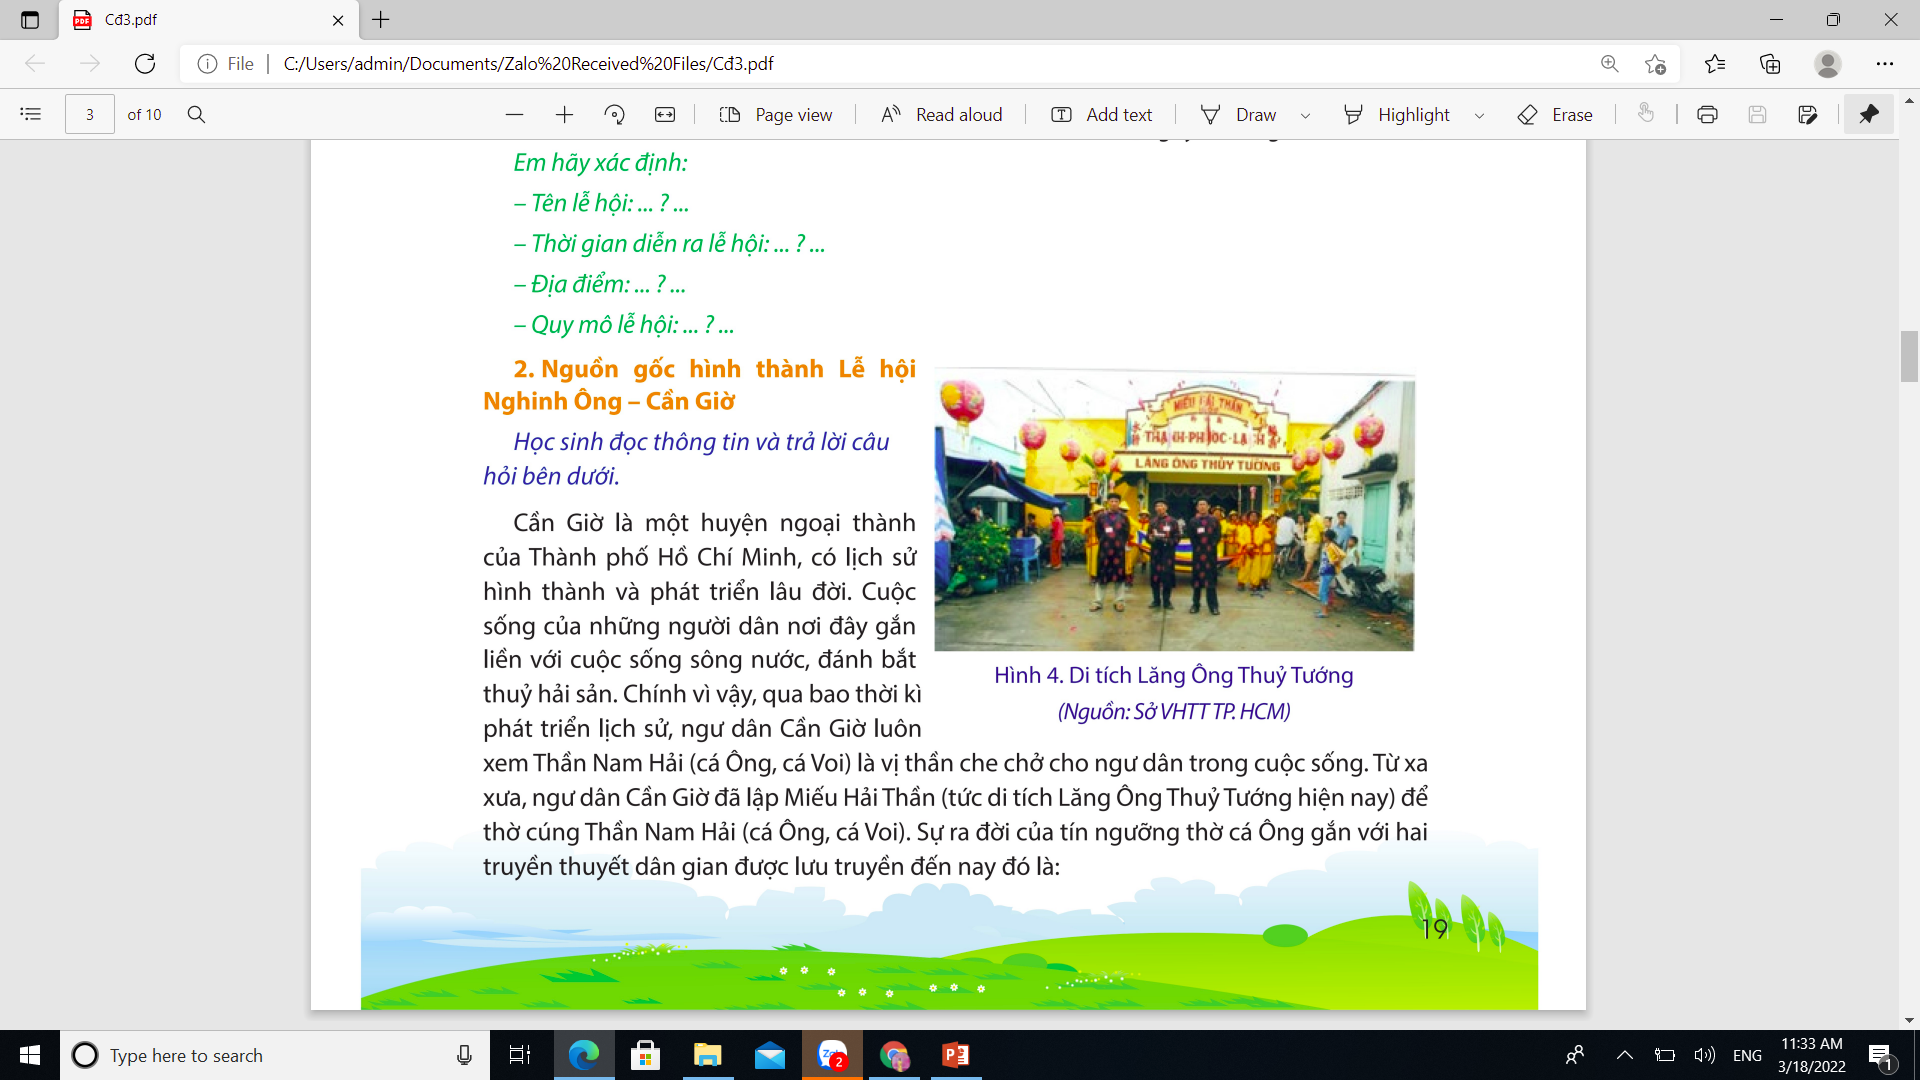 Cđ3.pdf
File
C:/Users/admin/Documents/Zalo%20Received%20Files/Cđ3.pdf
3 of 10
Page view
Read aloud
Add text
Draw
Highlight
Erase
Em hãy xác định:
– Tên lễ hội: ... ? ...
– Thời gian diễn ra lễ hội: ... ? ...
– Địa điểm: ... ? ...
– Quy mô lễ hội: ... ? ...
2. Nguồn gốc hình thành Lễ hội
Nghinh Ông – Cần Giờ
Học sinh đọc thông tin và trả lời câu
hỏi bên dưới.
Cần Giờ là một huyện ngoại thành
của Thành phố Hồ Chí Minh, có lịch sử
hình thành và phát triển lâu đời. Cuộc
sống của những người dân nơi đây gắn
liền với cuộc sống sông nước, đánh bắt
thuỷ hải sản. Chính vì vậy, qua bao thời kì
phát triển lịch sử, ngư dân Cần Giờ luôn
xem Thần Nam Hải (cá Ông, cá Voi) là vị thần che chở cho ngư dân trong cuộc sống. Từ xa
xưa, ngư dân Cần Giờ đã lập Miếu Hải Thần (tức di tích Lăng Ông Thuỷ Tướng hiện nay) để
thờ cúng Thần Nam Hải (cá Ông, cá Voi). Sự ra đời của tín ngưỡng thờ cá Ông gắn với hai
truyền thuyết dân gian được lưu truyền đến nay đó là:
MIẾU HẢI THẦN
THẠNH-PHƯỚC-LẠCH
LĂNG ÔNG THỦY TƯỚNG
Hình 4. Di tích Lăng Ông Thuỷ Tướng
(Nguồn: Sở VHTT TP. HCM)
19
Type here to search
2
ENG
11:33 AM
3/18/2022
1